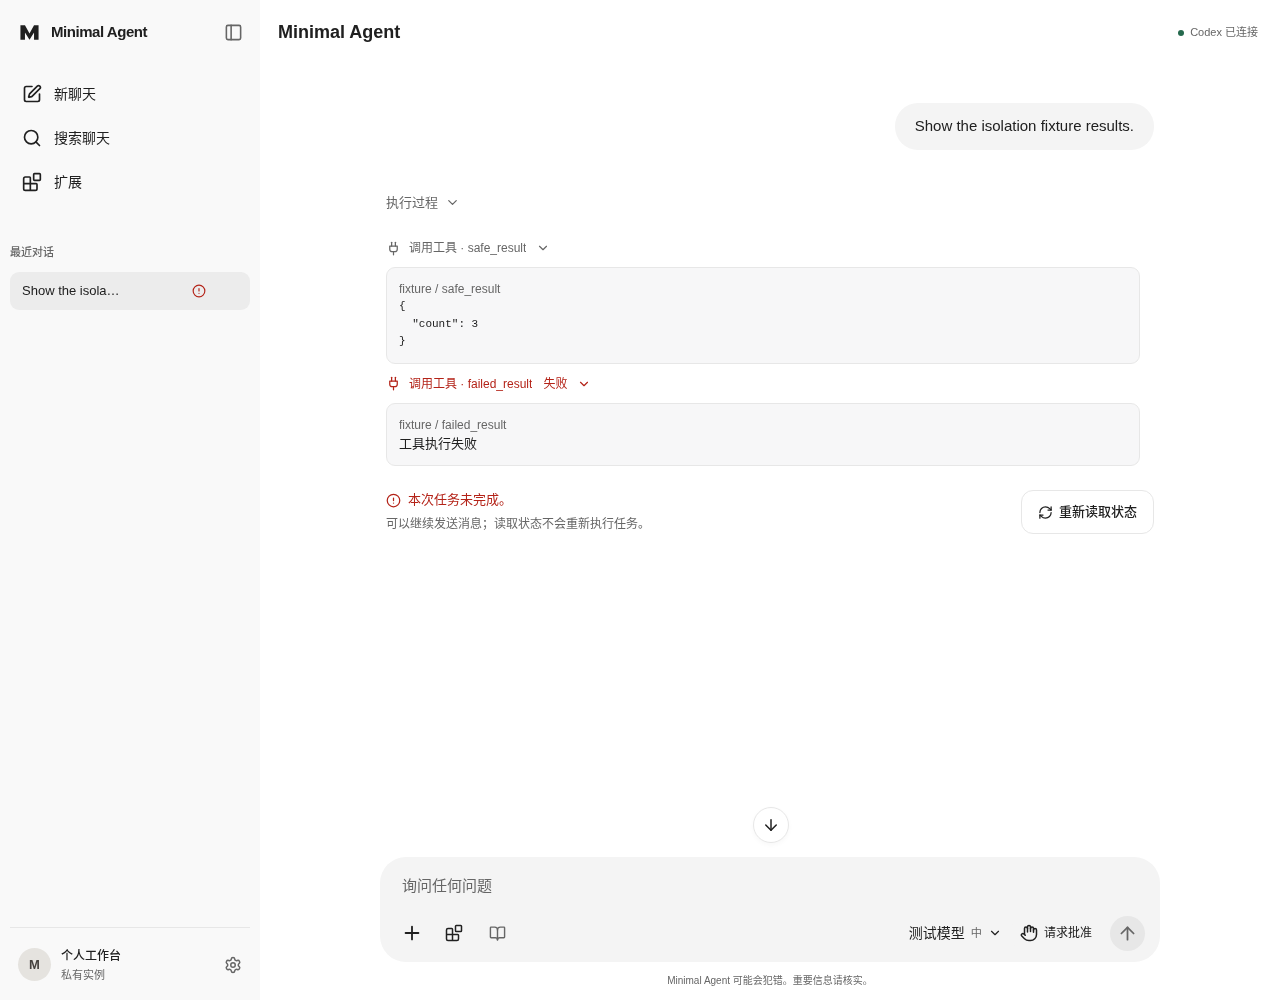 Minimal Agent
新聊天
搜索聊天
扩展
最近对话
Show the isola…
M
个人工作台
私有实例
Minimal Agent
Codex 已连接
Show the isolation fixture results.
执行过程
调用工具 · safe_result
fixture / safe_result
{
  "count": 3
}
调用工具 · failed_result 失败
fixture / failed_result
工具执行失败
本次任务未完成。
可以继续发送消息；读取状态不会重新执行任务。
重新读取状态
询问任何问题
测试模型 中
请求批准
Minimal Agent 可能会犯错。重要信息请核实。